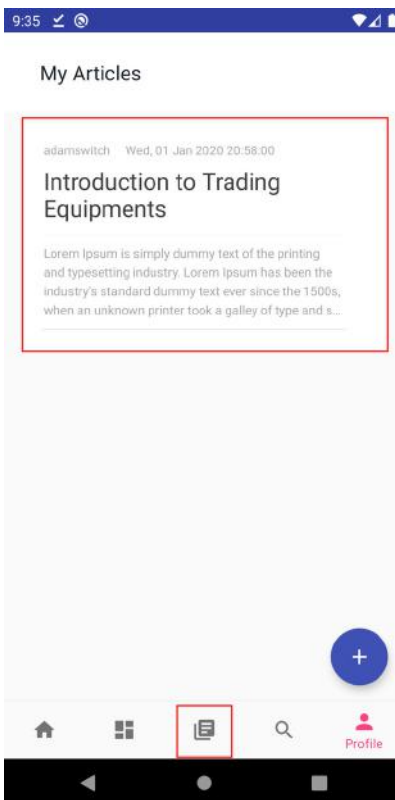 9:35
My Articles
adamswitch Wed, 01 Jan 2020 20:58:00
Introduction to Trading
Equipments
Lorem Ipsum is simply dummy text of the printing
and typesetting industry. Lorem Ipsum has been the
industry's standard dummy text ever since the 1500s,
when an unknown printer took a galley of type and s...
Profile